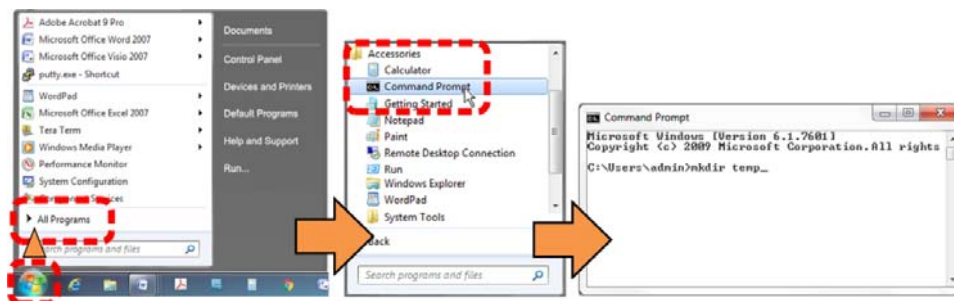 Adobe Acrobat 9 Pro
Microsoft Office Word 2007
Microsoft Office Visio 2007
putty.exe - Shortcut
WordPad
Microsoft Office Excel 2007
Tera Term
Windows Media Player
Performance Monitor
System Configuration
Services
All Programs
Search programs and files
Documents
Control Panel
Devices and Printers
Default Programs
Help and Support
Run...
Accessories
Calculator
Command Prompt
Getting Started
Notepad
Paint
Remote Desktop Connection
Run
Windows Explorer
WordPad
System Tools
Back
Search programs and files
Command Prompt
Microsoft Windows [Version 6.1.7601]
Copyright (c) 2009 Microsoft Corporation.All rights
C:\Users\admin>mkdir temp_